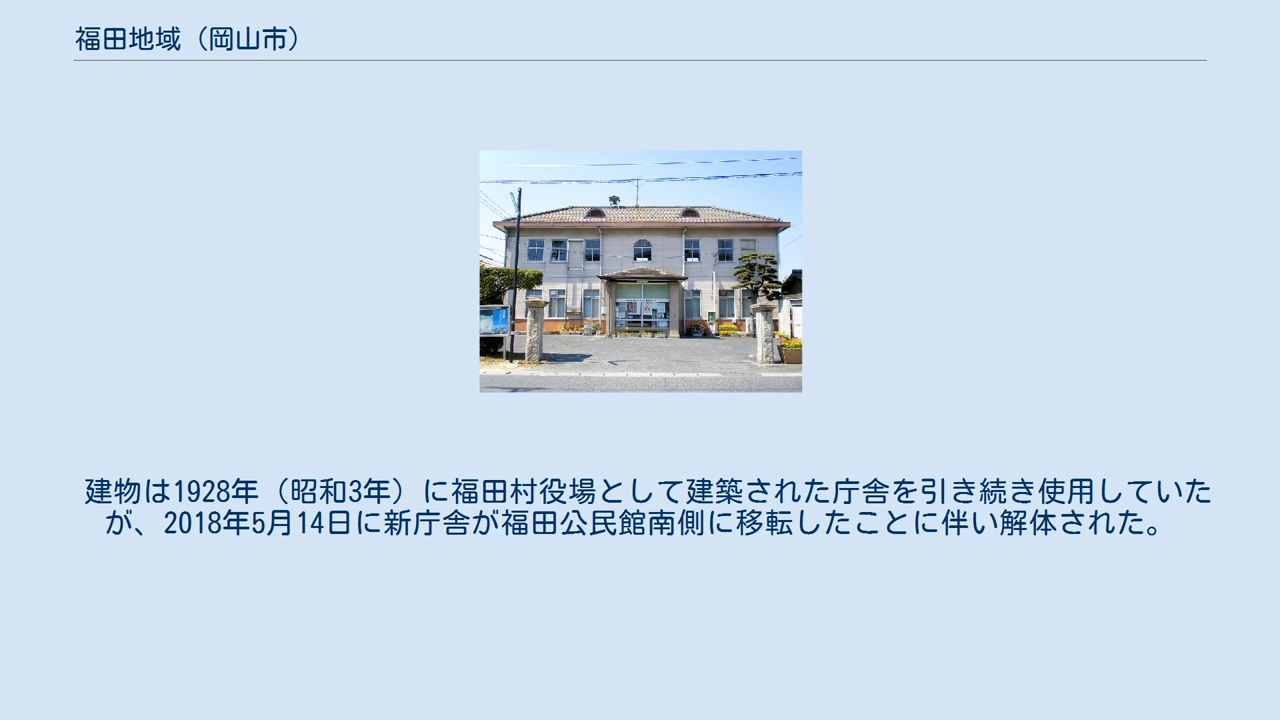 福田地域（岡山市）
建物は1928年（昭和3年）に福田村役場として建築された庁舎を引き続き使用していた
が、2018年5月14日に新庁舎が福田公民館南側に移転したことに伴い解体された。